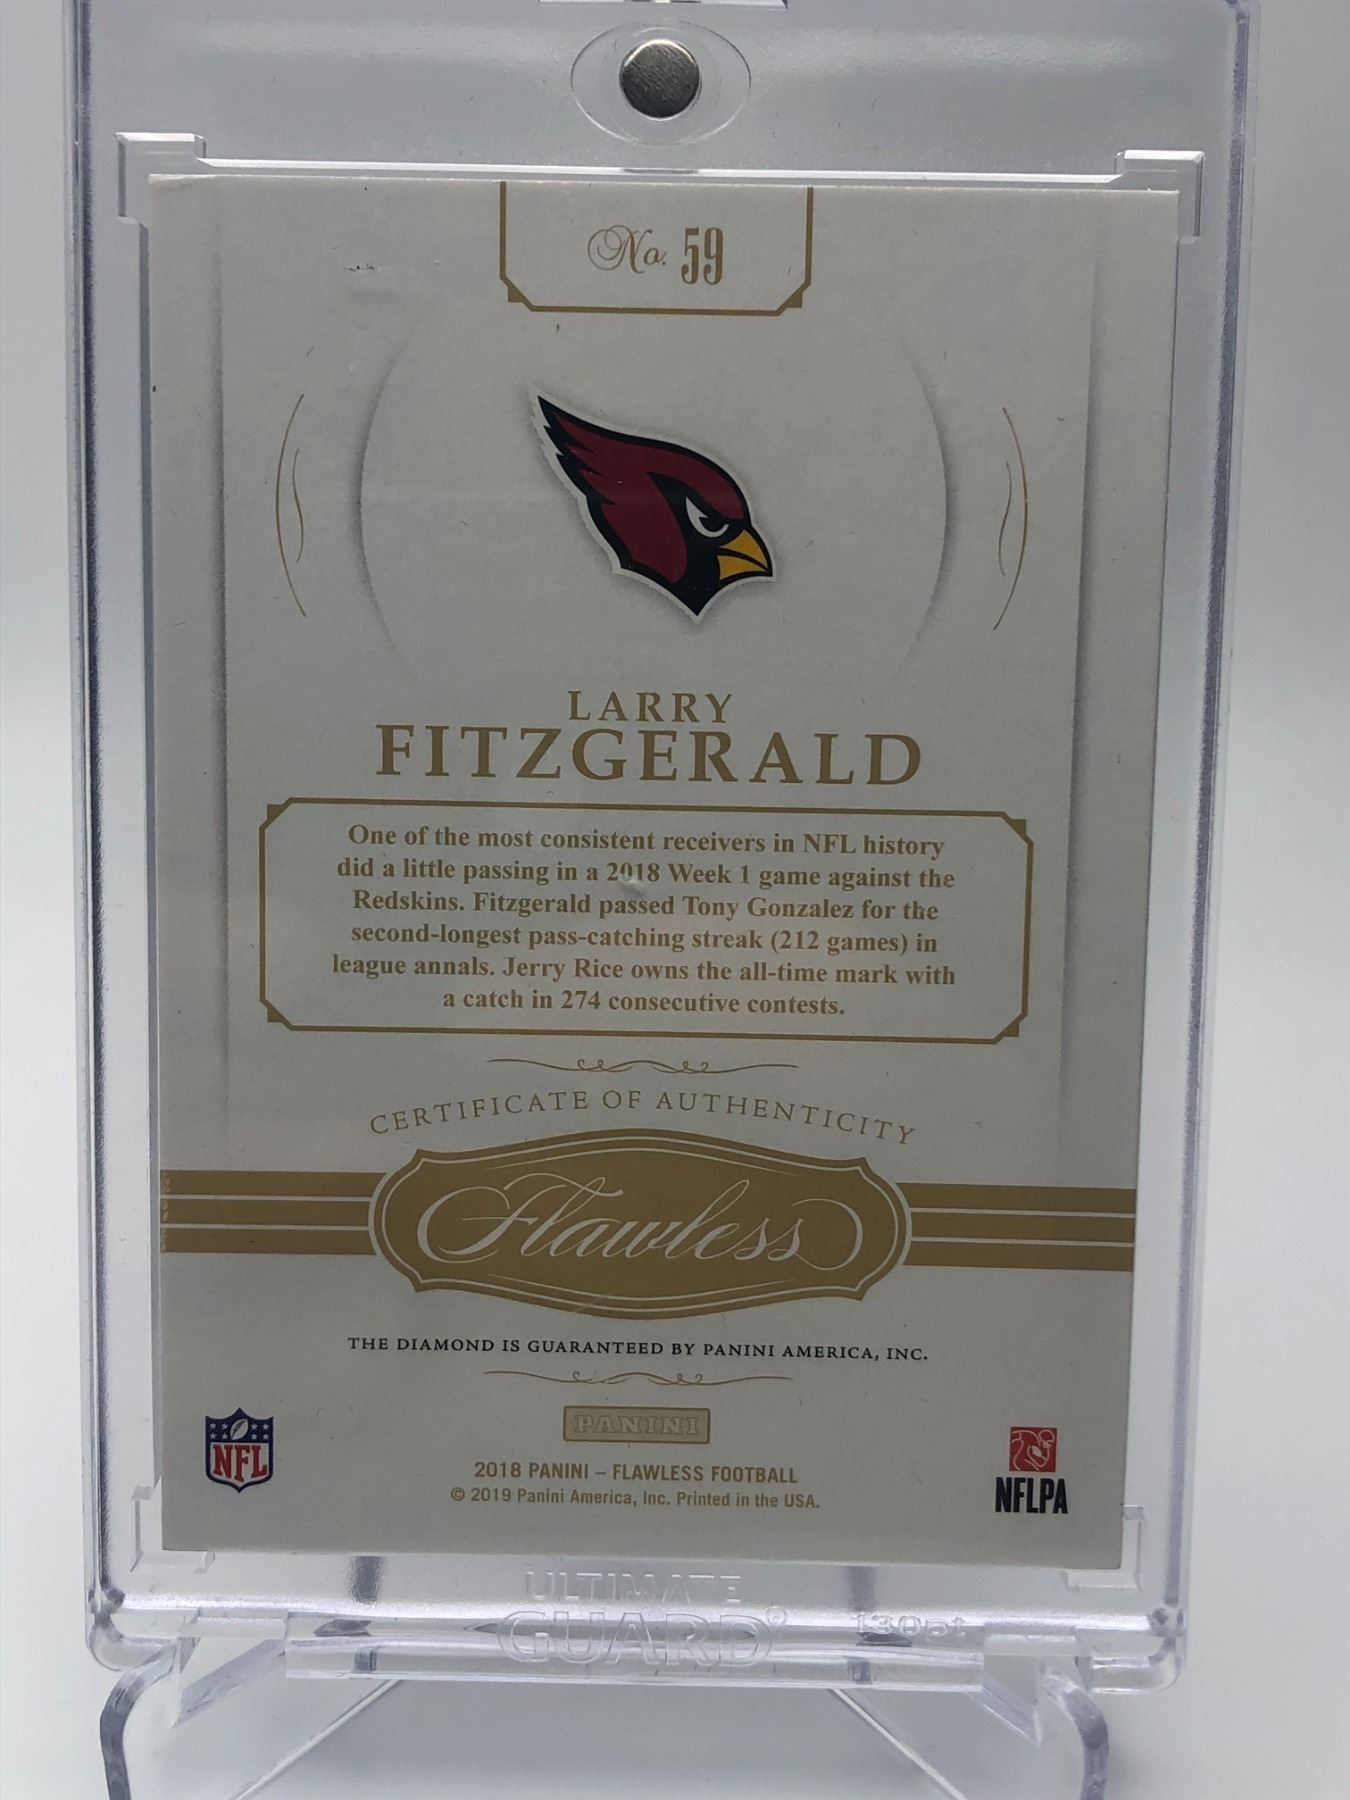 No. 59
LARRY
FITZGERALD
One of the most consistent receivers in NFL history
did a little passing in a 2018 Week 1 game against the
Redskins. Fitzgerald passed Tony Gonzalez for the
second-longest pass-catching streak (212 games) in
league annals. Jerry Rice owns the all-time mark with
a catch in 274 consecutive contests.
CERTIFICATE OF AUTHENTICITY
Flawless
THE DIAMOND IS GUARANTEED BY PANINI AMERICA, INC.
PANINI
NFL
2018 PANINI – FLAWLESS FOOTBALL
© 2019 Panini America, Inc. Printed in the USA.
NFLPA
ULTIMATE
GUARD® 130pt